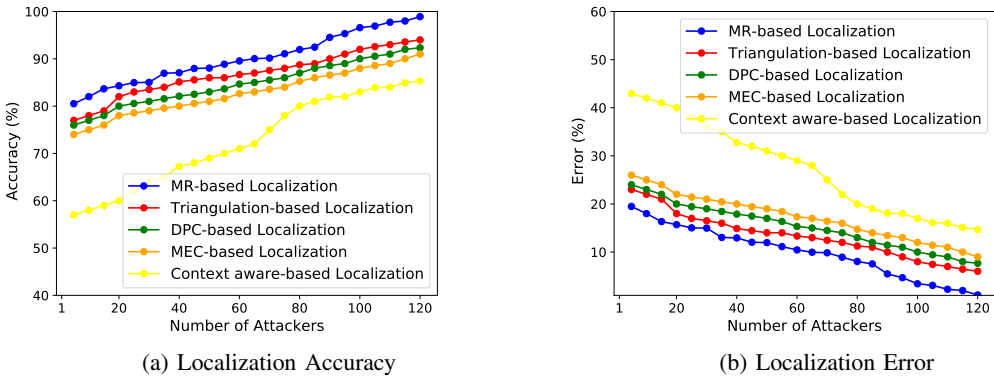 100
90
80
70
60
50
40
Accuracy (%)
MR-based Localization
Triangulation-based Localization
DPC-based Localization
MEC-based Localization
Context aware-based Localization
1 20 40 60 80 100 120
Number of Attackers
(a) Localization Accuracy
60
50
40
30
20
10
Error (%)
MR-based Localization
Triangulation-based Localization
DPC-based Localization
MEC-based Localization
Context aware-based Localization
1 20 40 60 80 100 120
Number of Attackers
(b) Localization Error